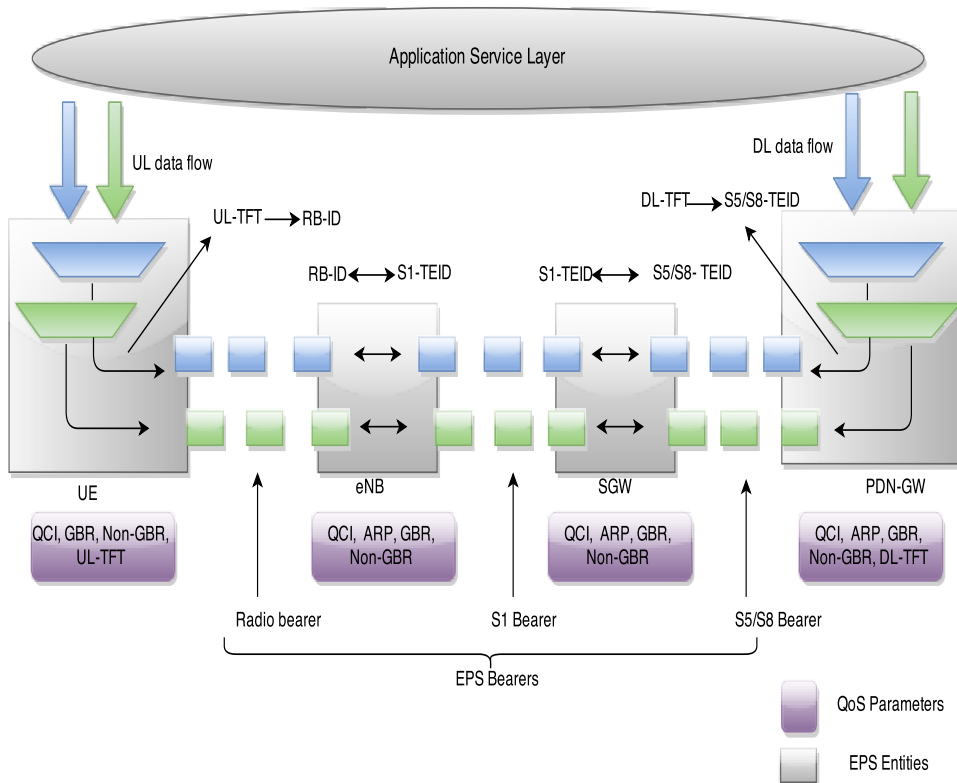 Application Service Layer
UL data flow
DL data flow
UL-TFT RB-ID
DL-TFT S5/S8-TEID
RB-ID S1-TEID
S1-TEID S5/S8- TEID
UE
eNB
SGW
PDN-GW
QCI, GBR, Non-GBR,
UL-TFT
QCI, ARP, GBR,
Non-GBR
QCI, ARP, GBR,
Non-GBR
QCI, ARP, GBR,
Non-GBR, DL-TFT
Radio bearer
S1 Bearer
S5/S8 Bearer
EPS Bearers
QoS Parameters
EPS Entities